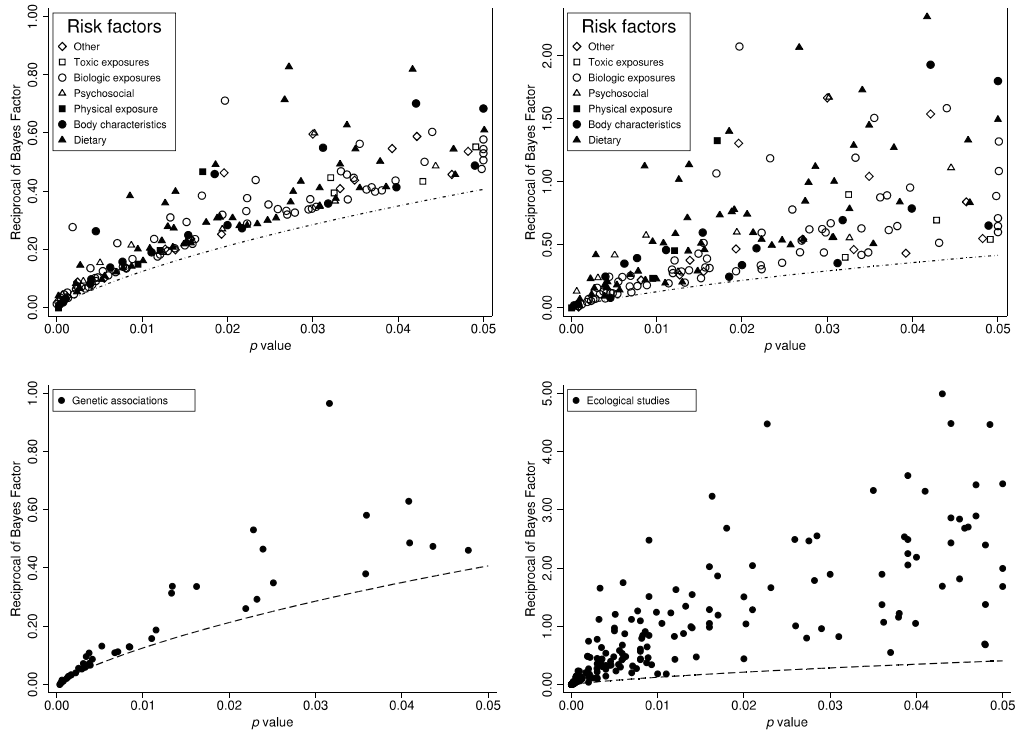 Risk factors
Other
Toxic exposures
Biologic exposures
Psychosocial
Physical exposure
Body characteristics
Dietary
Reciprocal of Bayes Factor
1.00
0.80
0.60
0.40
0.20
0.00
0.00 0.01 0.02 0.03 0.04 0.05
p value
Risk factors
Other
Toxic exposures
Biologic exposures
Psychosocial
Physical exposure
Body characteristics
Dietary
Reciprocal of Bayes Factor
2.00
1.50
1.00
0.50
0.00
0.00 0.01 0.02 0.03 0.04 0.05
p value
Genetic associations
Reciprocal of Bayes Factor
1.00
0.80
0.60
0.40
0.20
0.00
0.00 0.01 0.02 0.03 0.04 0.05
p value
Ecological studies
Reciprocal of Bayes Factor
5.00
4.00
3.00
2.00
1.00
0.00
0.00 0.01 0.02 0.03 0.04 0.05
p value